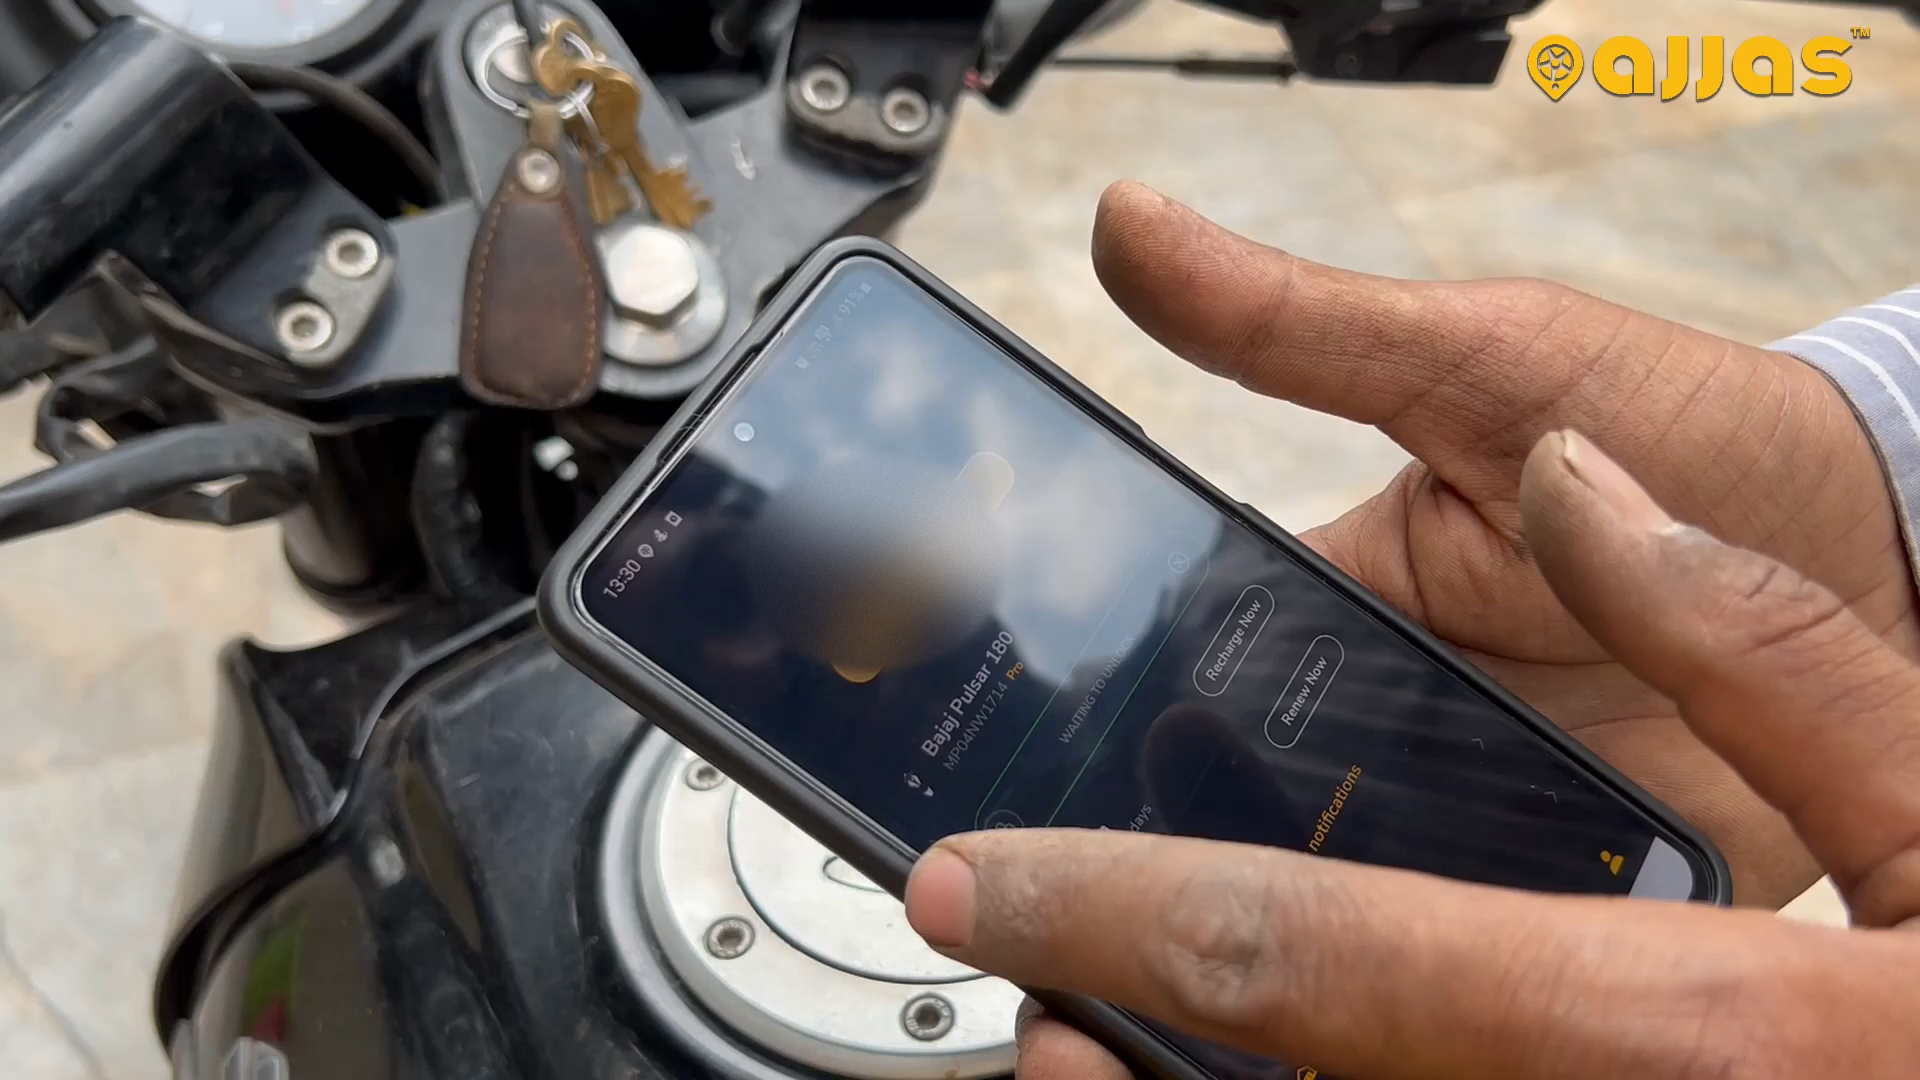 ajjas™
13:30
91%
Bajaj Pulsar 180
MP04NW1714 Pro
WAITING TO UNLOCK
Recharge Now
Renew Now
days
notifications